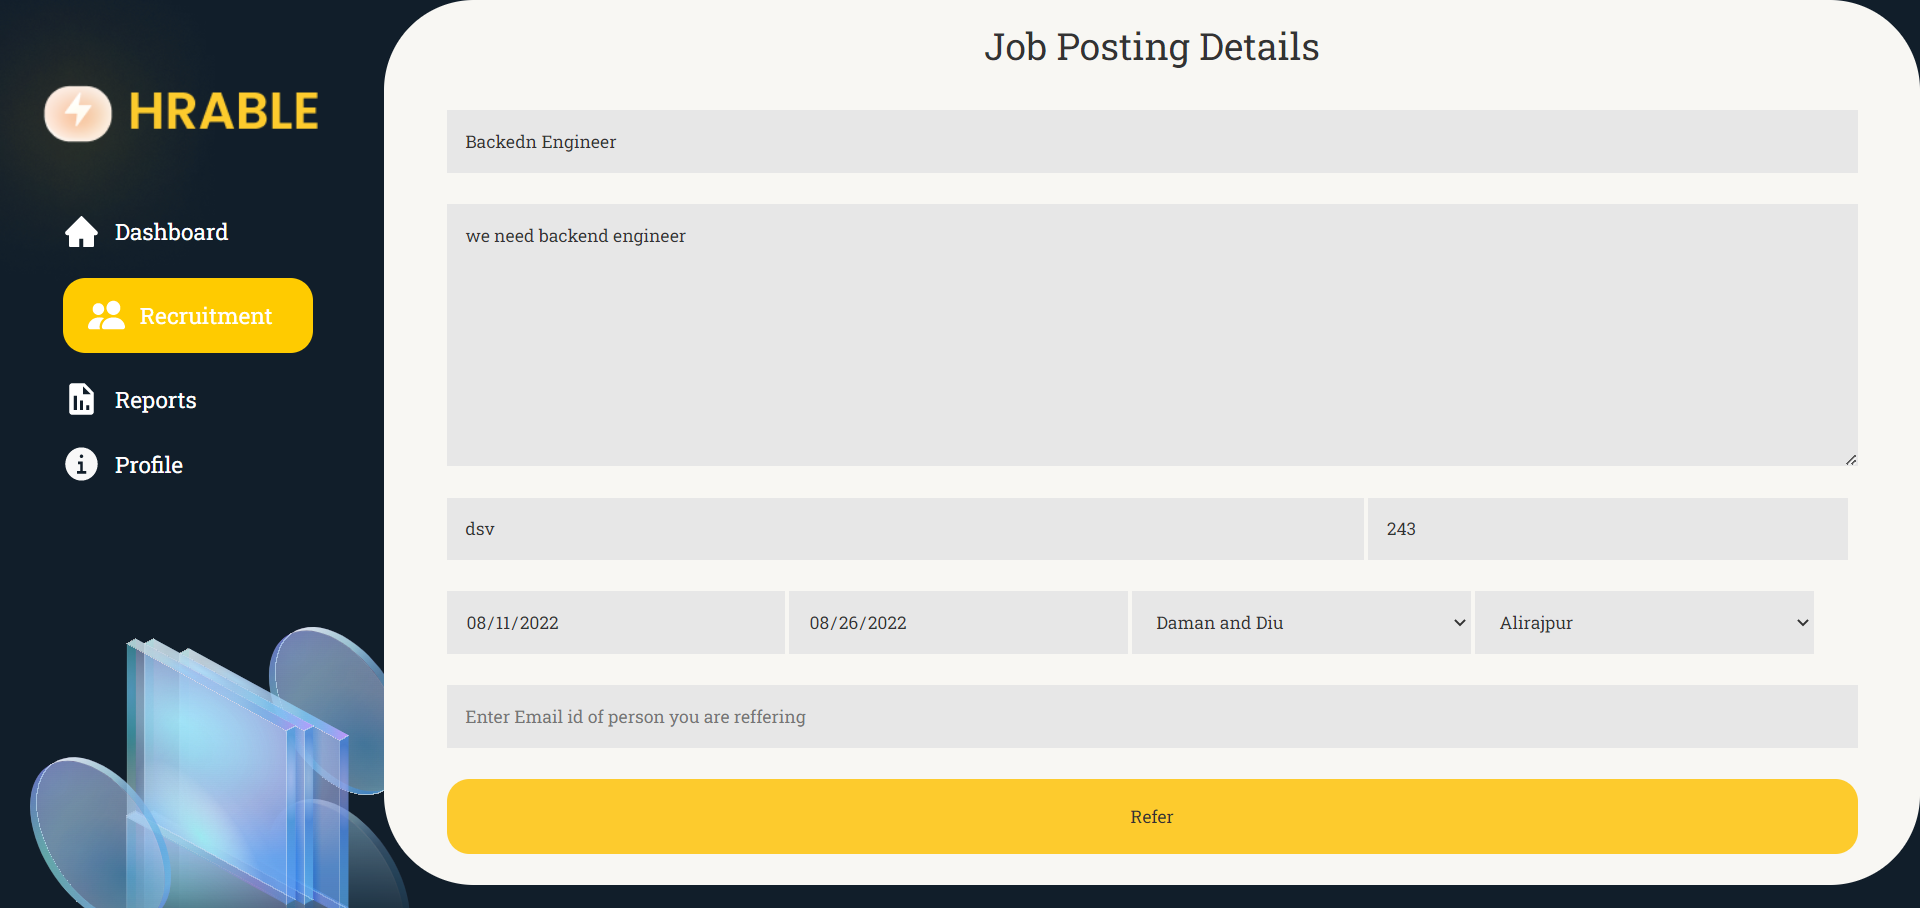 HRABLE
Dashboard
Recruitment
Reports
Profile
Job Posting Details
Backedn Engineer
we need backend engineer
dsv
243
08/11/2022
08/26/2022
Daman and Diu
Alirajpur
Enter Email id of person you are reffering
Refer